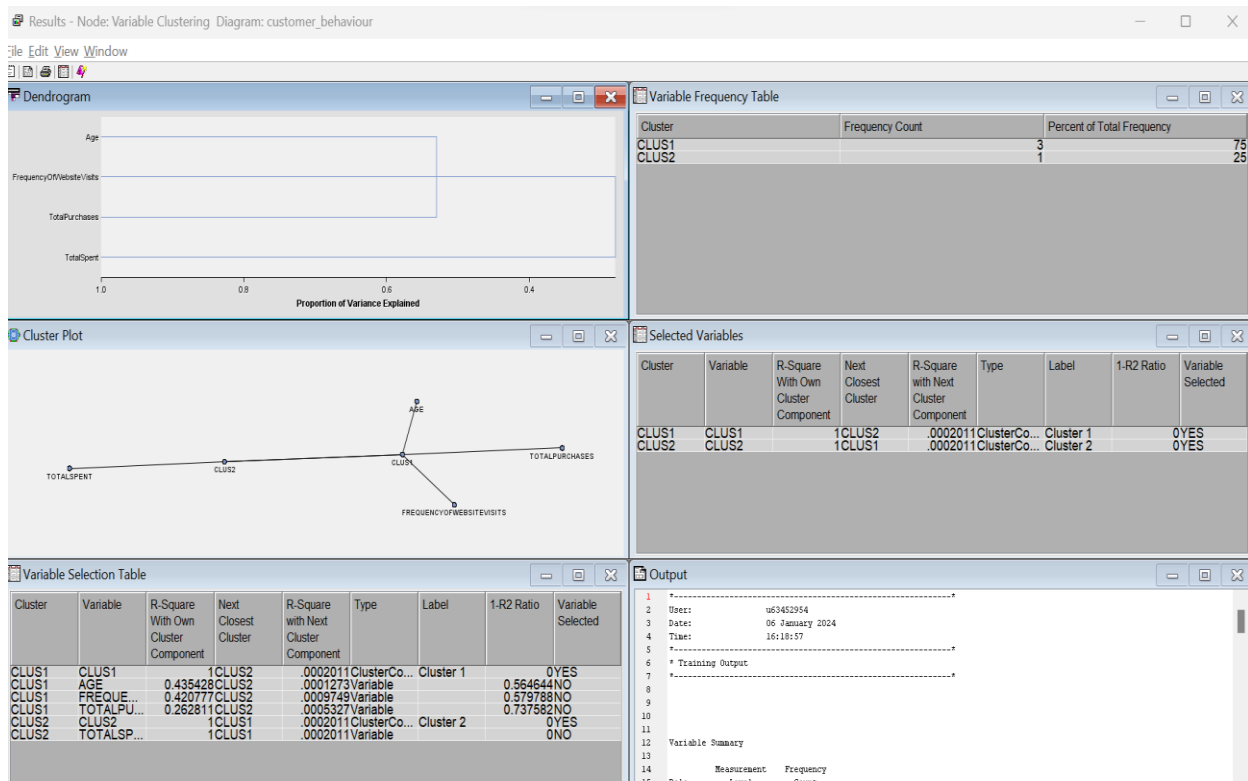 Results - Node: Variable Clustering Diagram: customer_behaviour
File Edit View Window
Dendrogram
Age
FrequencyOfWebsiteVisits
TotalPurchases
TotalSpent
1.0 0.8 0.6 0.4
Proportion of Variance Explained
Variable Frequency Table
Cluster Frequency Count Percent of Total Frequency
CLUS1 3 75
CLUS2 1 25
Cluster Plot
AGE
TOTALPURCHASES
CLUS1
CLUS2
TOTALSPENT
FREQUENCYOFWEBSITEVISITS
Selected Variables
Cluster Variable R-Square With Own Cluster Component Next Closest Cluster R-Square with Next Cluster Component Type Label 1-R2 Ratio Variable Selected
CLUS1 CLUS1 1 CLUS2 .0002011 ClusterCo... Cluster 1 0 YES
CLUS2 CLUS2 1 CLUS1 .0002011 ClusterCo... Cluster 2 0 YES
Variable Selection Table
Cluster Variable R-Square With Own Cluster Component Next Closest Cluster R-Square with Next Cluster Component Type Label 1-R2 Ratio Variable Selected
CLUS1 CLUS1 1 CLUS2 .0002011 ClusterCo... Cluster 1 0 YES
CLUS1 AGE 0.435428 CLUS2 .0001273 Variable 0.564644 NO
CLUS1 FREQUE... 0.420777 CLUS2 .0009749 Variable 0.579788 NO
CLUS1 TOTALPU... 0.262811 CLUS2 .0005327 Variable 0.737582 NO
CLUS2 CLUS2 1 CLUS1 .0002011 ClusterCo... Cluster 2 0 YES
CLUS2 TOTALSP... 1 CLUS1 .0002011 Variable 0 NO
Output
1 *------------------------------------------------------------*
2 User: u63452954
3 Date: 06 January 2024
4 Time: 16:18:57
5 *------------------------------------------------------------*
6 * Training Output
7 *------------------------------------------------------------*
8
9
10
11
12 Variable Summary
13
14 Measurement Frequency